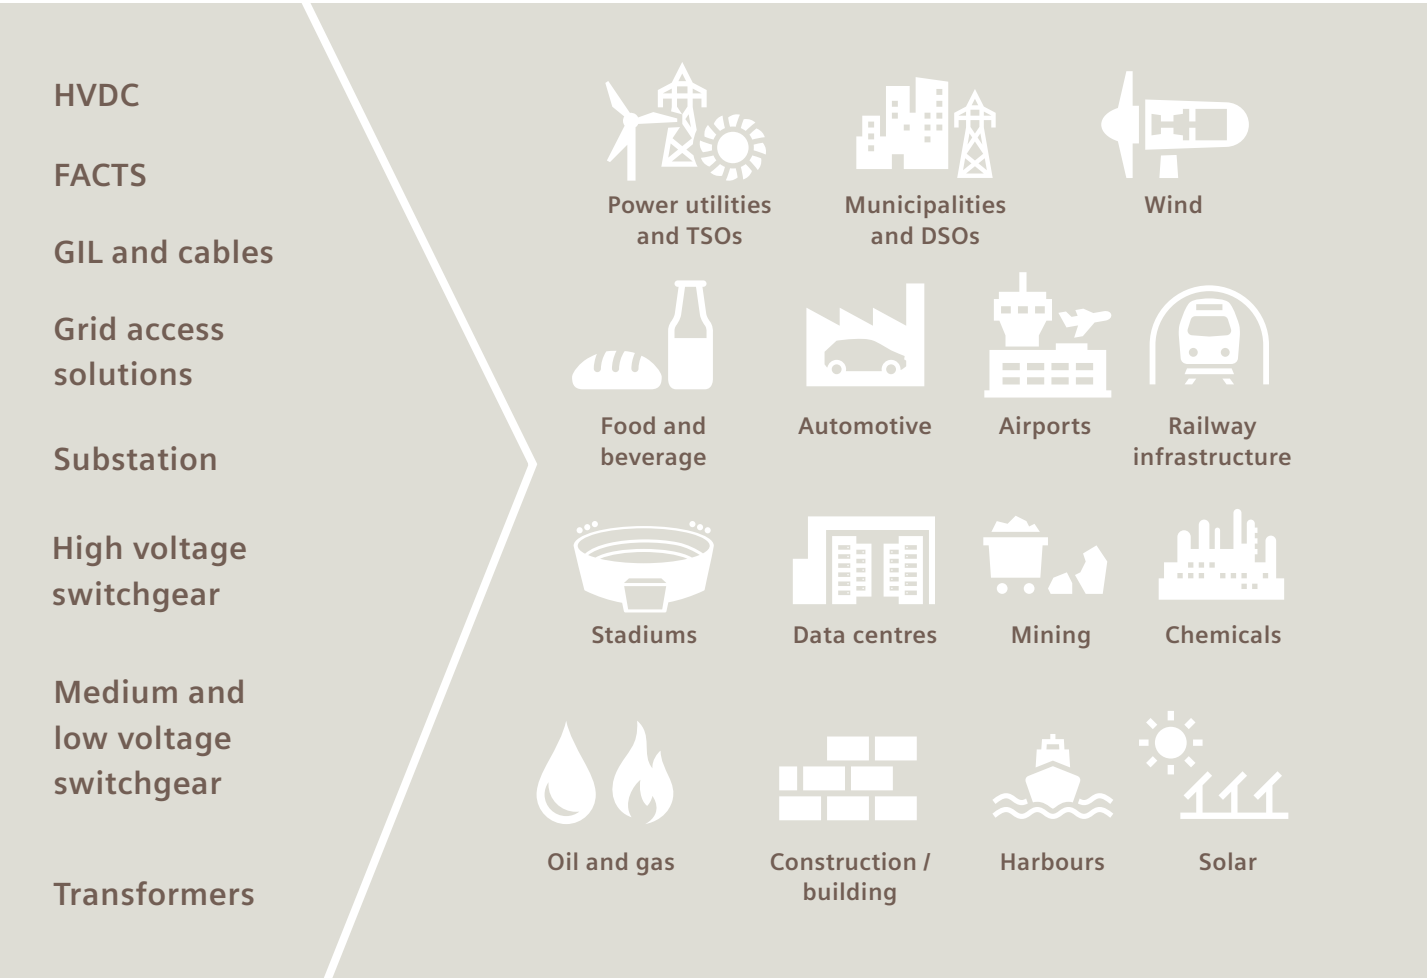 HVDC
FACTS
GIL and cables
Grid access
solutions
Substation
High voltage
switchgear
Medium and
low voltage
switchgear
Transformers
Power utilities
and TSOs
Municipalities
and DSOs
Wind
Food and
beverage
Automotive
Airports
Railway
infrastructure
Stadiums
Data centres
Mining
Chemicals
Oil and gas
Construction /
building
Harbours
Solar